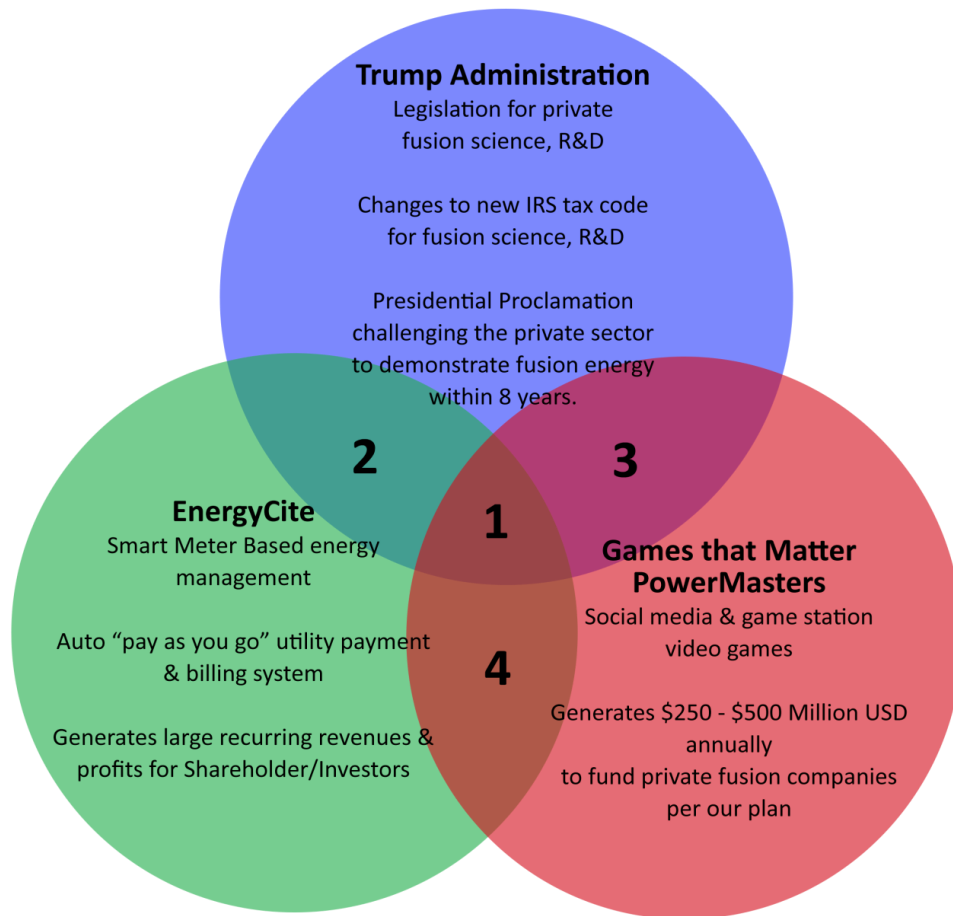 Trump Administration
Legislation for private
fusion science, R&D
Changes to new IRS tax code
for fusion science, R&D
Presidential Proclamation
challenging the private sector
to demonstrate fusion energy
within 8 years.
2
3
1
EnergyCite
Smart Meter Based energy
management
Auto “pay as you go” utility payment
& billing system
Generates large recurring revenues &
profits for Shareholder/Investors
4
Games that Matter
PowerMasters
Social media & game station
video games
Generates $250 - $500 Million USD
annually
to fund private fusion companies
per our plan